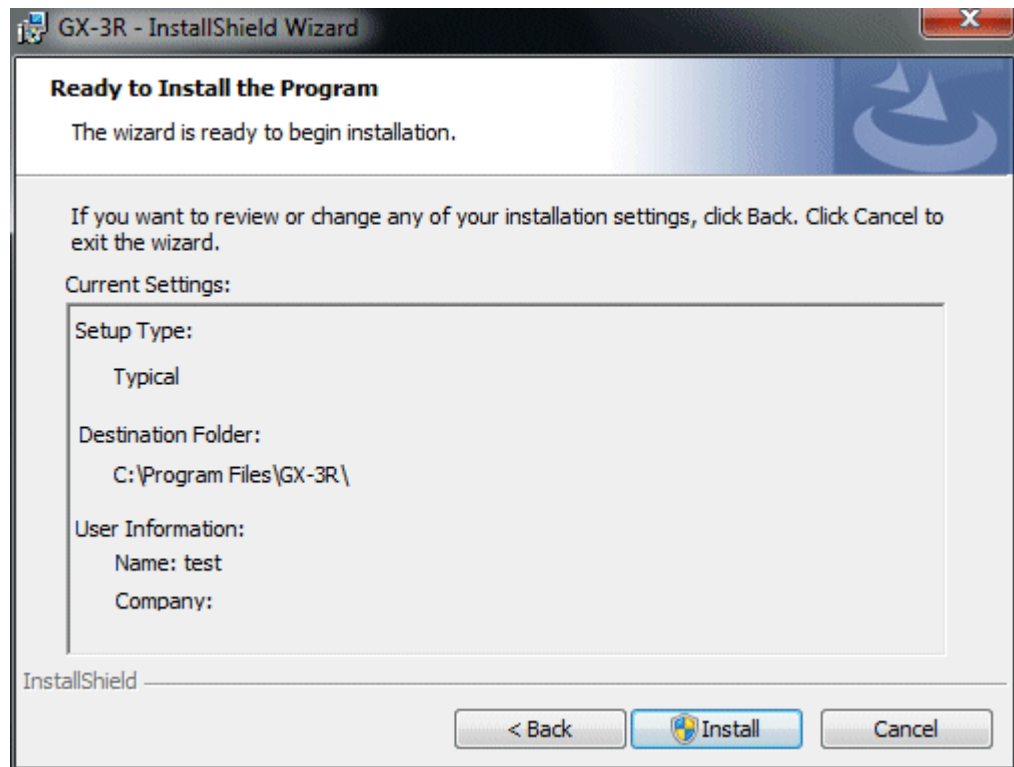 GX-3R - InstallShield Wizard
X
Ready to Install the Program
The wizard is ready to begin installation.
If you want to review or change any of your installation settings, click Back. Click Cancel to
exit the wizard.
Current Settings:
Setup Type:
Typical
Destination Folder:
C:\Program Files\GX-3R\
User Information:
Name: test
Company:
InstallShield
< Back
Install
Cancel